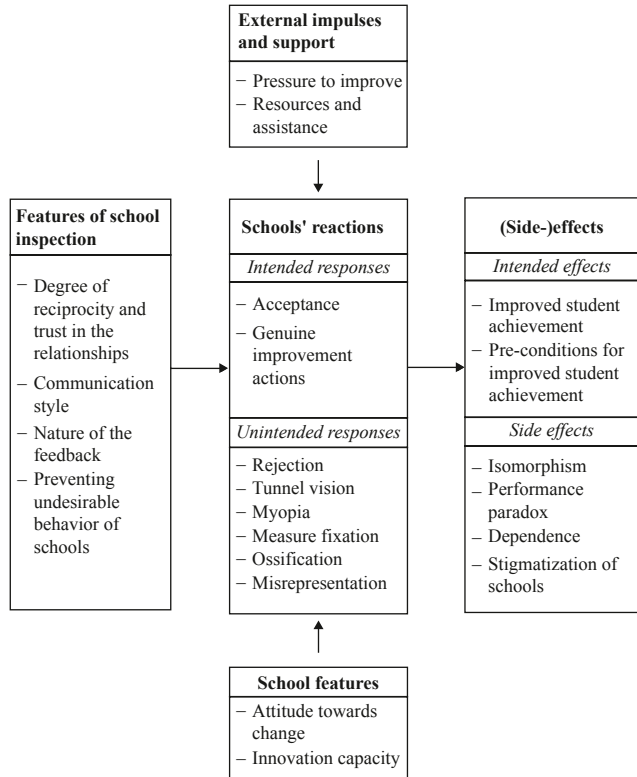 External impulses
and support
– Pressure to improve
– Resources and
assistance
Features of school
inspection
– Degree of
reciprocity and
trust in the
relationships
– Communication
style
– Nature of the
feedback
– Preventing
undesirable
behavior of
schools
Schools' reactions
Intended responses
– Acceptance
– Genuine
improvement
actions
Unintended responses
– Rejection
– Tunnel vision
– Myopia
– Measure fixation
– Ossification
– Misrepresentation
(Side-)effects
Intended effects
– Improved student
achievement
– Pre-conditions for
improved student
achievement
Side effects
– Isomorphism
– Performance
paradox
– Dependence
– Stigmatization of
schools
School features
– Attitude towards
change
– Innovation capacity